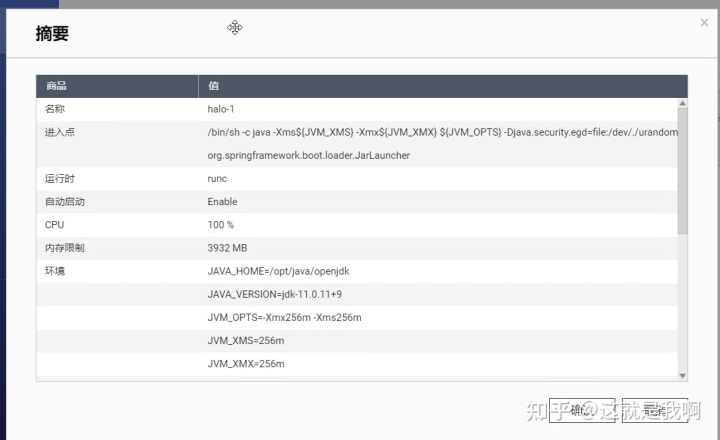 摘要
×
商品 值
名称 halo-1
进入点 /bin/sh -c java -Xms${JVM_XMS} -Xmx${JVM_XMX} ${JVM_OPTS} -Djava.security.egd=file:/dev/./urandom
org.springframework.boot.loader.JarLauncher
运行时 runc
自动启动 Enable
CPU 100 %
内存限制 3932 MB
环境 JAVA_HOME=/opt/java/openjdk
JAVA_VERSION=jdk-11.0.11+9
JVM_OPTS=-Xmx256m -Xms256m
JVM_XMS=256m
JVM_XMX=256m
确认 取消
知乎 @这就是我啊